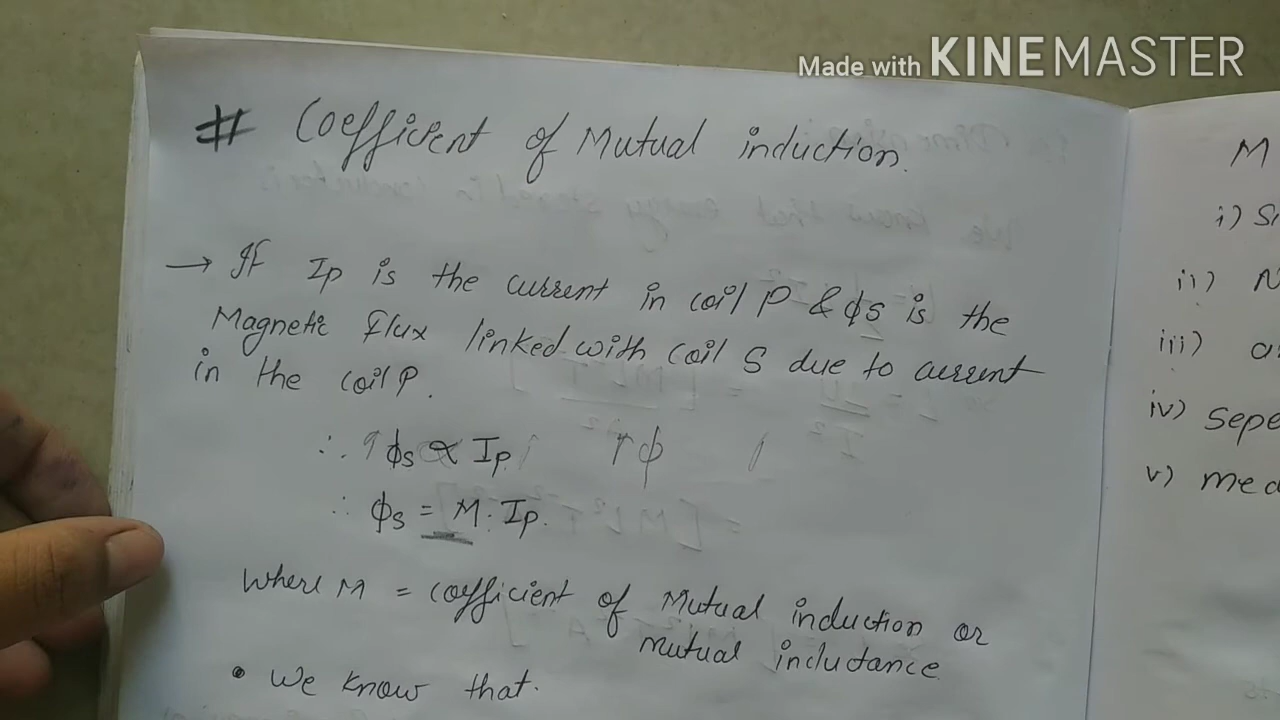 Made with KINEMASTER
# Coefficient of Mutual induction.
→ If Ip is the current in coil P & ϕs is the
Magnetic flux linked with coil S due to current
in the coil P.
∴ ϕs ∝ Ip ↑ϕ
∴ ϕs = M. Ip.
Where M = coefficient of Mutual induction or
mutual inductance
• We know that.
M
i) S
ii) N
iii)
iv) Sepe
v) med